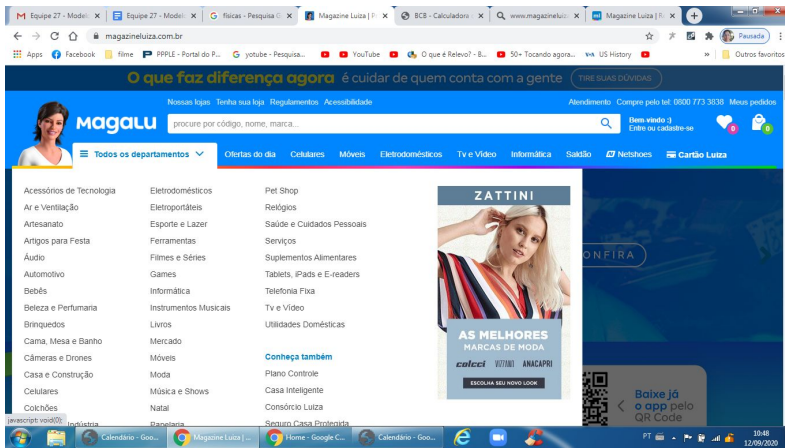 Equipe 27 - Model
Equipe 27 - Model
físicas - Pesquisa
Magazine Luiza | P
BCB - Calculadora
www.magazineluiz
Magazine Luiza | R
magazineluiza.com.br
Pausada
Apps
Facebook
filme
PPPLE - Portal do P...
yotube - Pesquisa...
YouTube
O que é Relevo? - B...
50+ Tocando agora...
US History
»
Outros favoritos
O que faz diferença agora é cuidar de quem conta com a gente
TIRE SUAS DÚVIDAS
Nossas lojas Tenha sua loja Regulamentos Acessibilidade
Atendimento Compre pelo tel: 0800 773 3838 Meus pedidos
Magalu
procure por código, nome, marca...
Bem-vindo :)
Entre ou cadastre-se
0
0
Todos os departamentos
Ofertas do dia
Celulares
Móveis
Eletrodomésticos
Tv e Vídeo
Informática
Saldão
Netshoes
Cartão Luiza
Acessórios de Tecnologia
Ar e Ventilação
Artesanato
Artigos para Festa
Áudio
Automotivo
Bebês
Beleza e Perfumaria
Brinquedos
Cama, Mesa e Banho
Câmeras e Drones
Casa e Construção
Celulares
Colchões
Indústria
Eletrodomésticos
Eletroportáteis
Esporte e Lazer
Ferramentas
Filmes e Séries
Games
Informática
Instrumentos Musicais
Livros
Mercado
Móveis
Moda
Música e Shows
Natal
Papelaria
Pet Shop
Relógios
Saúde e Cuidados Pessoais
Serviços
Suplementos Alimentares
Tablets, iPads e E-readers
Telefonia Fixa
Tv e Vídeo
Utilidades Domésticas
Conheça também
Plano Controle
Casa Inteligente
Consórcio Luiza
Seguro Casa Protegida
ZATTINI
AS MELHORES
MARCAS DE MODA
colcci VIZZANO ANACAPRI
ESCOLHA SEU NOVO LOOK
ONFIRA
Baixe já
o app pelo
QR Code
javascript: void(0);
Calendário - Goo...
Magazine Luiza | ...
Home - Google C...
Calendário - Goo...
PT
10:48
12/09/2020